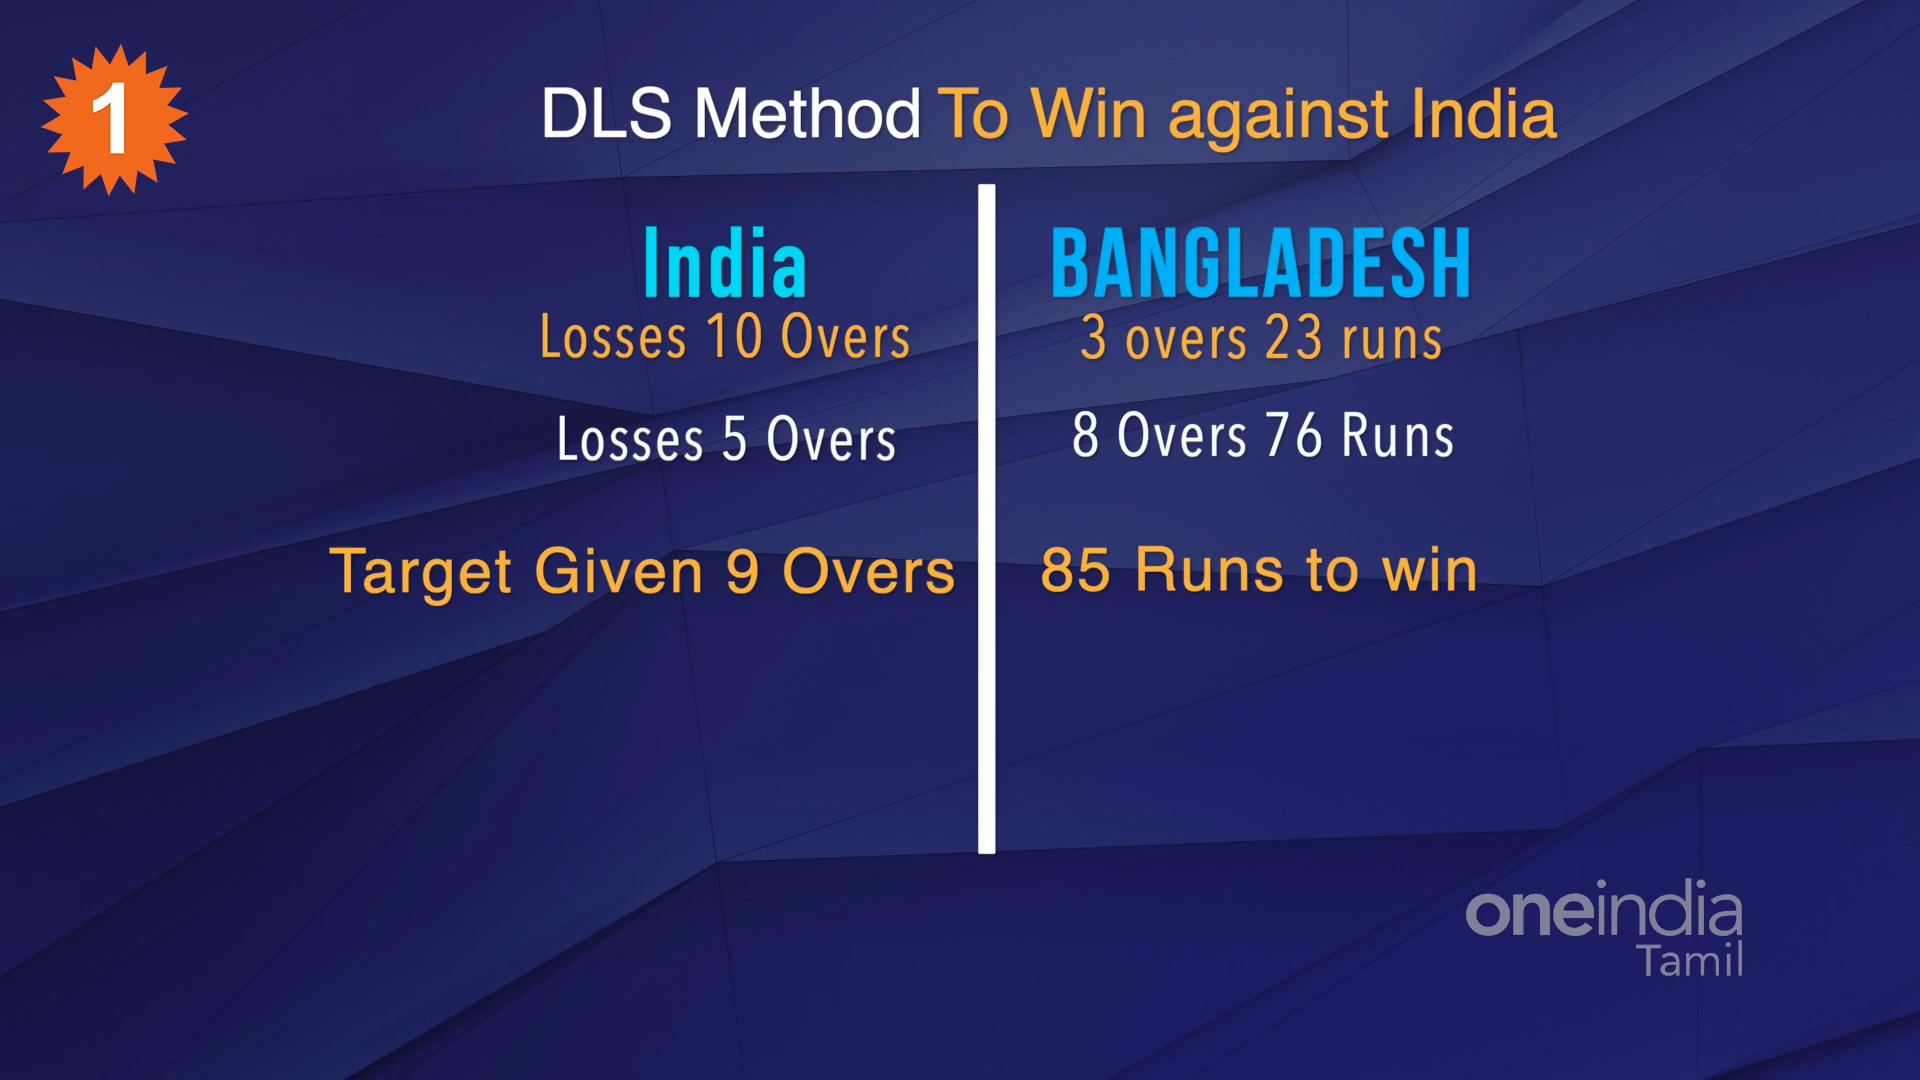 1
DLS Method To Win against India
India
Losses 10 Overs
Losses 5 Overs
Target Given 9 Overs
BANGLADESH
3 overs 23 runs
8 Overs 76 Runs
85 Runs to win
oneindia
Tamil